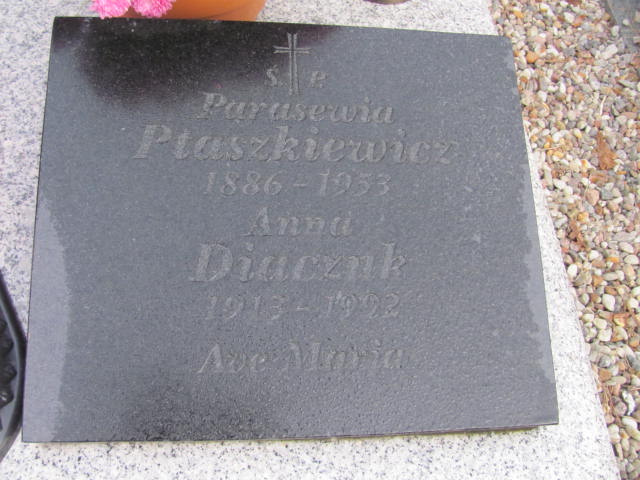 ś p
Parasewia
Ptaszkiewicz
1886 - 1953
Anna
Diaczuk
1913 - 1992
Ave Maria